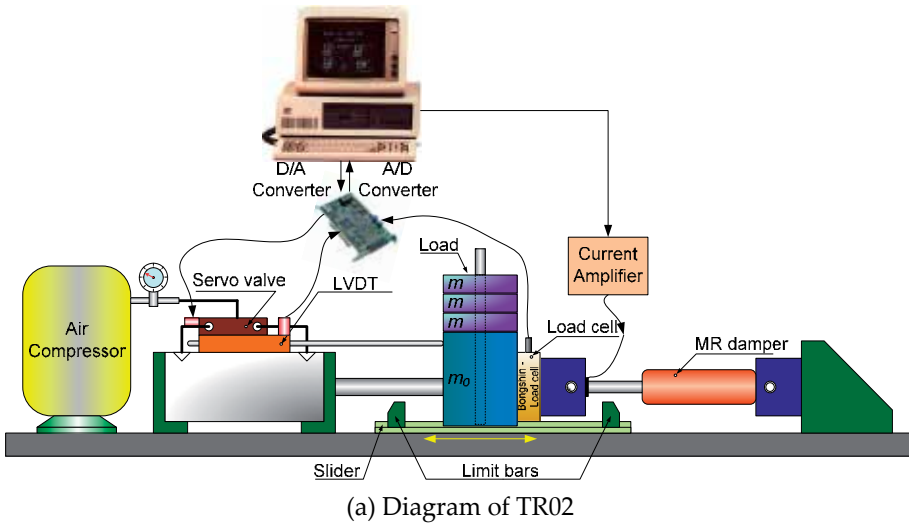 D/A
Converter
A/D
Converter
Load
Current
Amplifier
Servo valve
LVDT
m
m
m
Load cell
Air
Compressor
MR damper
m₀
Bongshin -
Load cell
Slider
Limit bars
(a) Diagram of TR02